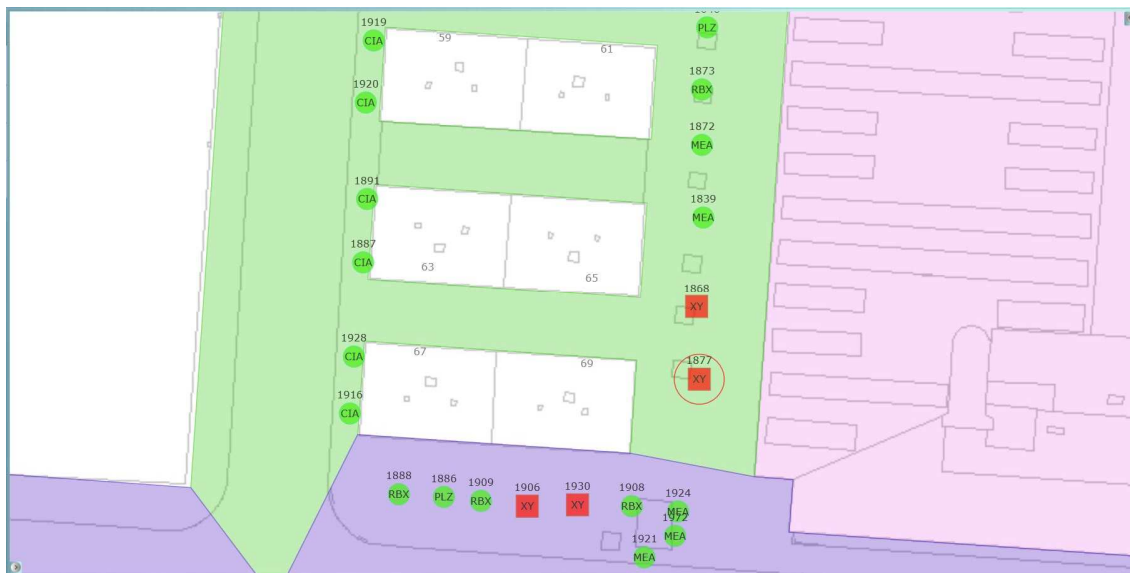 PLZ
1919
CIA
59
61
1873
RBX
1920
CIA
1872
MEA
1891
CIA
1839
MEA
1887
CIA
63
65
1868
XY
1928
CIA
67
69
1877
XY
1916
CIA
1888
RBX
1886
PLZ
1909
RBX
1906
XY
1930
XY
1908
RBX
1924
MEA
1972
MEA
1921
MEA